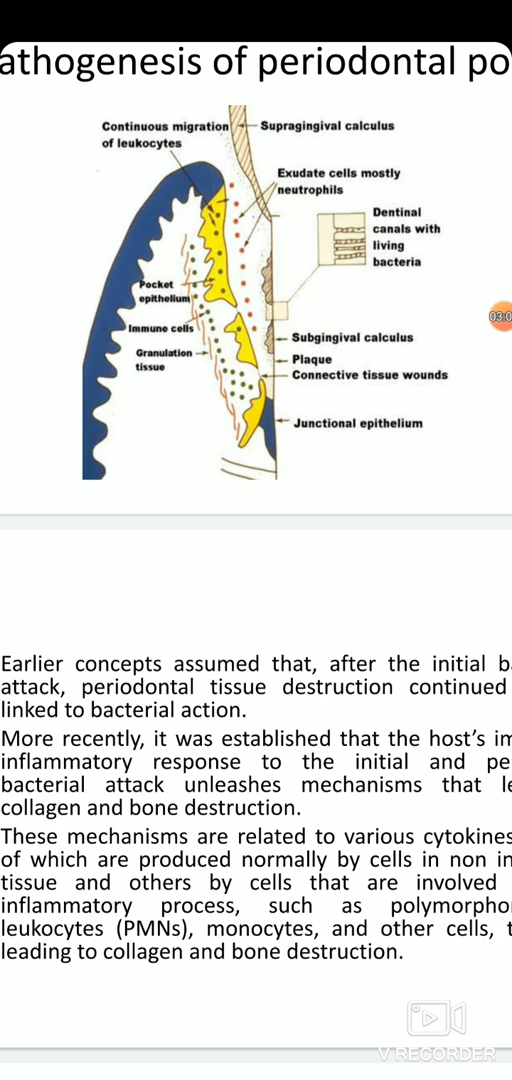 athogenesis of periodontal po
Continuous migration
of leukocytes
Supragingival calculus
Exudate cells mostly
neutrophils
Dentinal
canals with
living
bacteria
Pocket
epithelium
Immune cells
Granulation
tissue
03:0
Subgingival calculus
Plaque
Connective tissue wounds
Junctional epithelium
Earlier concepts assumed that, after the initial b
attack, periodontal tissue destruction continued
linked to bacterial action.
More recently, it was established that the host's im
inflammatory response to the initial and pe
bacterial attack unleashes mechanisms that le
collagen and bone destruction.
These mechanisms are related to various cytokines
of which are produced normally by cells in non in
tissue and others by cells that are involved
inflammatory process, such as polymorpho
leukocytes (PMNs), monocytes, and other cells, t
leading to collagen and bone destruction.
V RECORDER